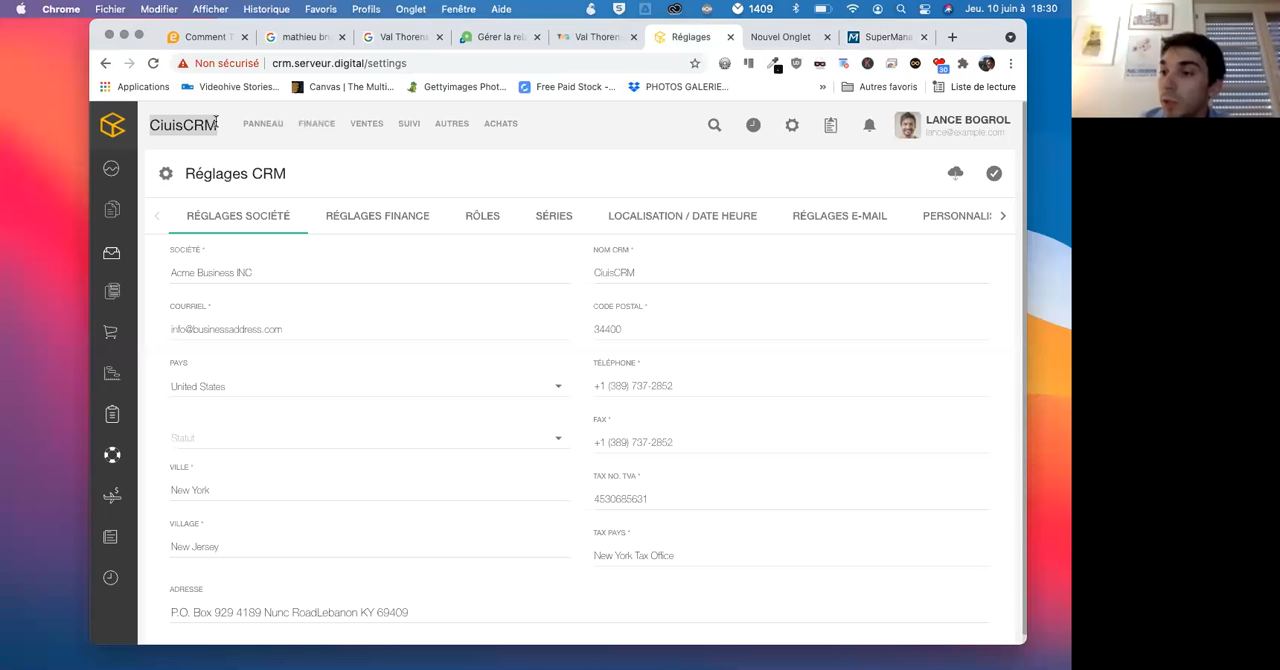 Chrome Fichier Modifier Afficher Historique Favoris Profils Onglet Fenêtre Aide 5 1409 Jeu. 10 juin à 18:30
Comment T mathieu br Val Thoren Gérer la r Val Thoren Réglages Nouvel Onglet SuperMana
Non sécurisé crm.serveur.digital/settings 30
Applications Videohive Stories... Canvas | The Multi... Gettyimages Phot... Free Paid Stock -... PHOTOS GALERIE... » Autres favoris Liste de lecture
CiuisCRM PANNEAU FINANCE VENTES SUIVI AUTRES ACHATS LANCE BOGROL
lance@example.com
Réglages CRM
RÉGLAGES SOCIÉTÉ RÉGLAGES FINANCE RÔLES SÉRIES LOCALISATION / DATE HEURE RÉGLAGES E-MAIL PERSONNALIS
SOCIÉTÉ * NOM CRM *
Acme Business INC CiuisCRM
COURRIEL * CODE POSTAL *
info@businessaddress.com 34400
PAYS TÉLÉPHONE *
United States +1 (389) 737-2852
FAX *
Statut +1 (389) 737-2852
VILLE * TAX NO. TVA *
New York 4530685631
VILLAGE * TAX PAYS *
New Jersey New York Tax Office
ADRESSE
P.O. Box 929 4189 Nunc RoadLebanon KY 69409